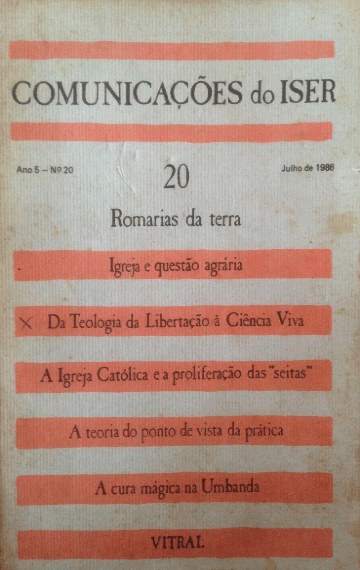 COMUNICAÇÕES do ISER
Ano 5 – Nº 20
20
Julho de 1986
Romarias da terra
Igreja e questão agrária
Da Teologia da Libertação à Ciência Viva
A Igreja Católica e a proliferação das "seitas"
A teoria do ponto de vista da prática
A cura mágica na Umbanda
VITRAL